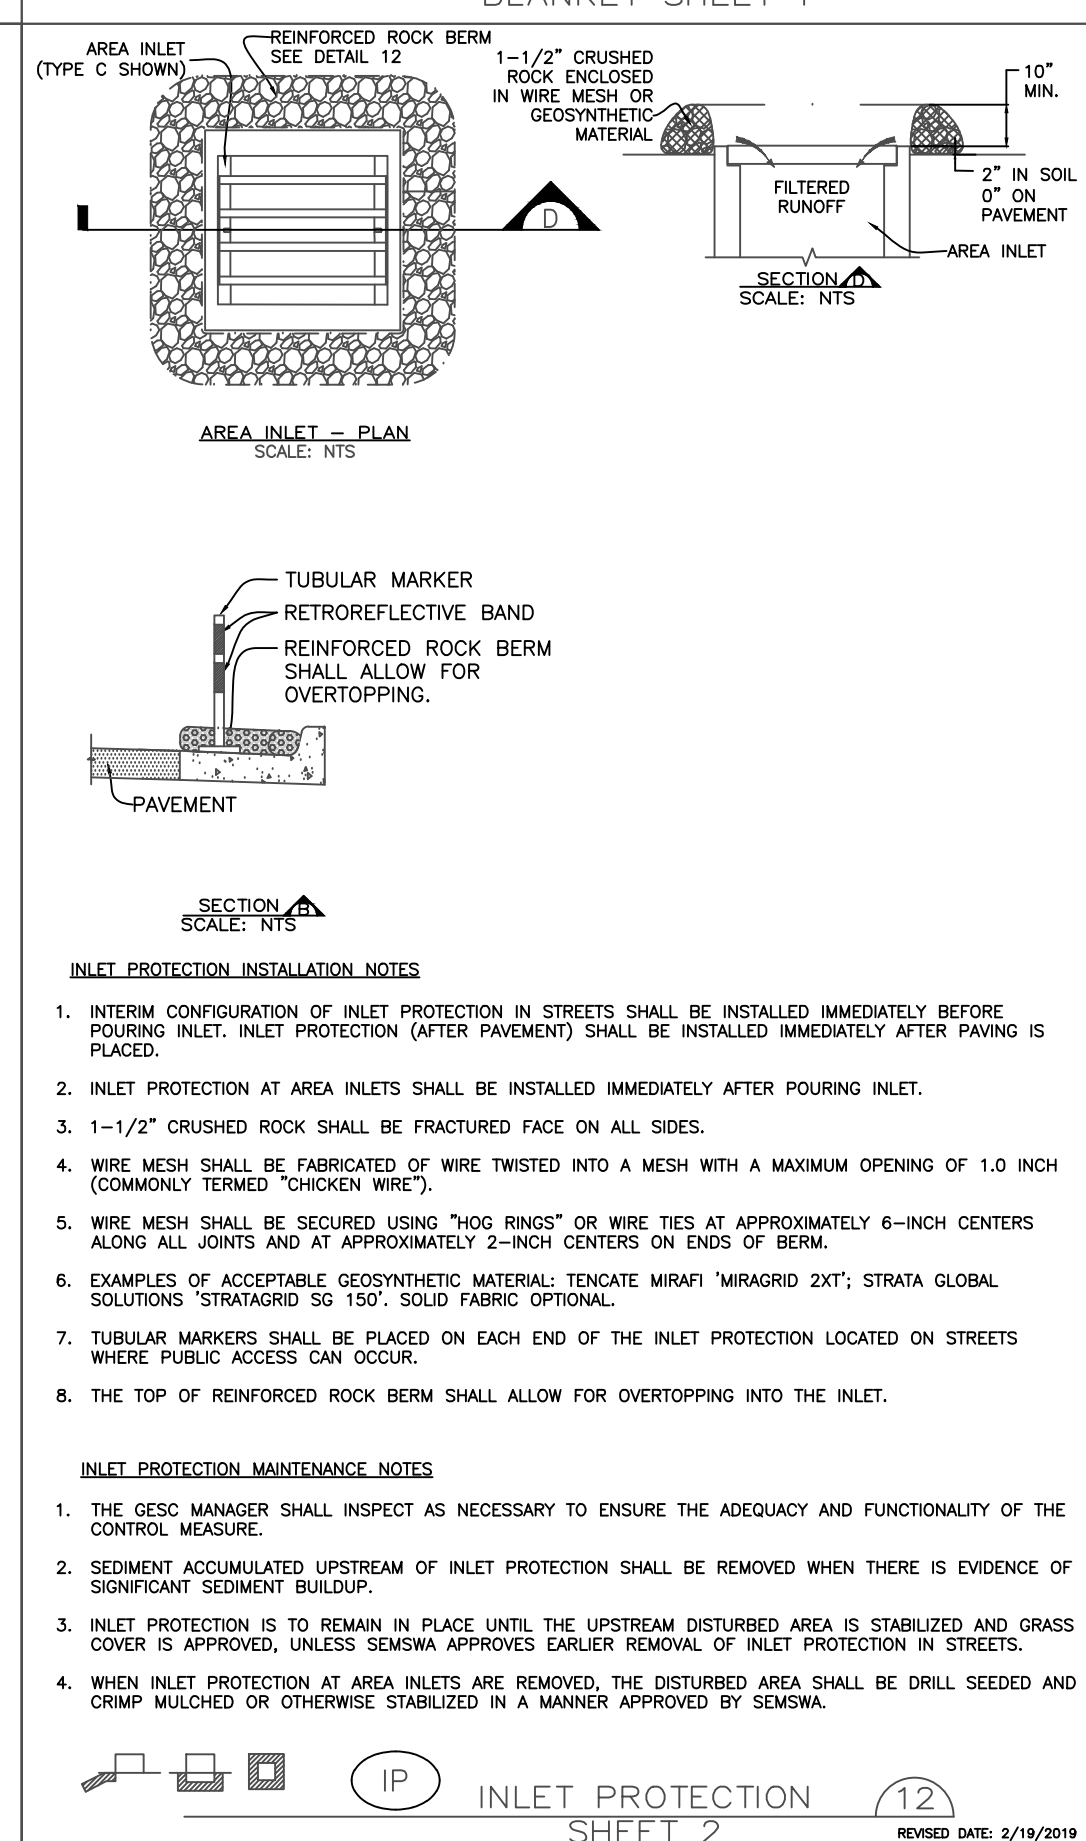 BLANKET SHEET 1
AREA INLET
(TYPE C SHOWN)
REINFORCED ROCK BERM
SEE DETAIL 12
1-1/2" CRUSHED
ROCK ENCLOSED
IN WIRE MESH OR
GEOSYNTHETIC
MATERIAL
10"
MIN.
2" IN SOIL
0" ON
PAVEMENT
FILTERED
RUNOFF
AREA INLET
D
SECTION D
SCALE: NTS
AREA INLET - PLAN
SCALE: NTS
TUBULAR MARKER
RETROREFLECTIVE BAND
REINFORCED ROCK BERM
SHALL ALLOW FOR
OVERTOPPING.
PAVEMENT
SECTION B
SCALE: NTS
INLET PROTECTION INSTALLATION NOTES
1. INTERIM CONFIGURATION OF INLET PROTECTION IN STREETS SHALL BE INSTALLED IMMEDIATELY BEFORE
POURING INLET. INLET PROTECTION (AFTER PAVEMENT) SHALL BE INSTALLED IMMEDIATELY AFTER PAVING IS
PLACED.
2. INLET PROTECTION AT AREA INLETS SHALL BE INSTALLED IMMEDIATELY AFTER POURING INLET.
3. 1-1/2" CRUSHED ROCK SHALL BE FRACTURED FACE ON ALL SIDES.
4. WIRE MESH SHALL BE FABRICATED OF WIRE TWISTED INTO A MESH WITH A MAXIMUM OPENING OF 1.0 INCH
(COMMONLY TERMED "CHICKEN WIRE").
5. WIRE MESH SHALL BE SECURED USING "HOG RINGS" OR WIRE TIES AT APPROXIMATELY 6-INCH CENTERS
ALONG ALL JOINTS AND AT APPROXIMATELY 2-INCH CENTERS ON ENDS OF BERM.
6. EXAMPLES OF ACCEPTABLE GEOSYNTHETIC MATERIAL: TENCATE MIRAFI 'MIRAGRID 2XT'; STRATA GLOBAL
SOLUTIONS 'STRATAGRID SG 150'. SOLID FABRIC OPTIONAL.
7. TUBULAR MARKERS SHALL BE PLACED ON EACH END OF THE INLET PROTECTION LOCATED ON STREETS
WHERE PUBLIC ACCESS CAN OCCUR.
8. THE TOP OF REINFORCED ROCK BERM SHALL ALLOW FOR OVERTOPPING INTO THE INLET.
INLET PROTECTION MAINTENANCE NOTES
1. THE GESC MANAGER SHALL INSPECT AS NECESSARY TO ENSURE THE ADEQUACY AND FUNCTIONALITY OF THE
CONTROL MEASURE.
2. SEDIMENT ACCUMULATED UPSTREAM OF INLET PROTECTION SHALL BE REMOVED WHEN THERE IS EVIDENCE OF
SIGNIFICANT SEDIMENT BUILDUP.
3. INLET PROTECTION IS TO REMAIN IN PLACE UNTIL THE UPSTREAM DISTURBED AREA IS STABILIZED AND GRASS
COVER IS APPROVED, UNLESS SEMSWA APPROVES EARLIER REMOVAL OF INLET PROTECTION IN STREETS.
4. WHEN INLET PROTECTION AT AREA INLETS ARE REMOVED, THE DISTURBED AREA SHALL BE DRILL SEEDED AND
CRIMP MULCHED OR OTHERWISE STABILIZED IN A MANNER APPROVED BY SEMSWA.
IP
INLET PROTECTION
12
SHEET 2
REVISED DATE: 2/19/2019